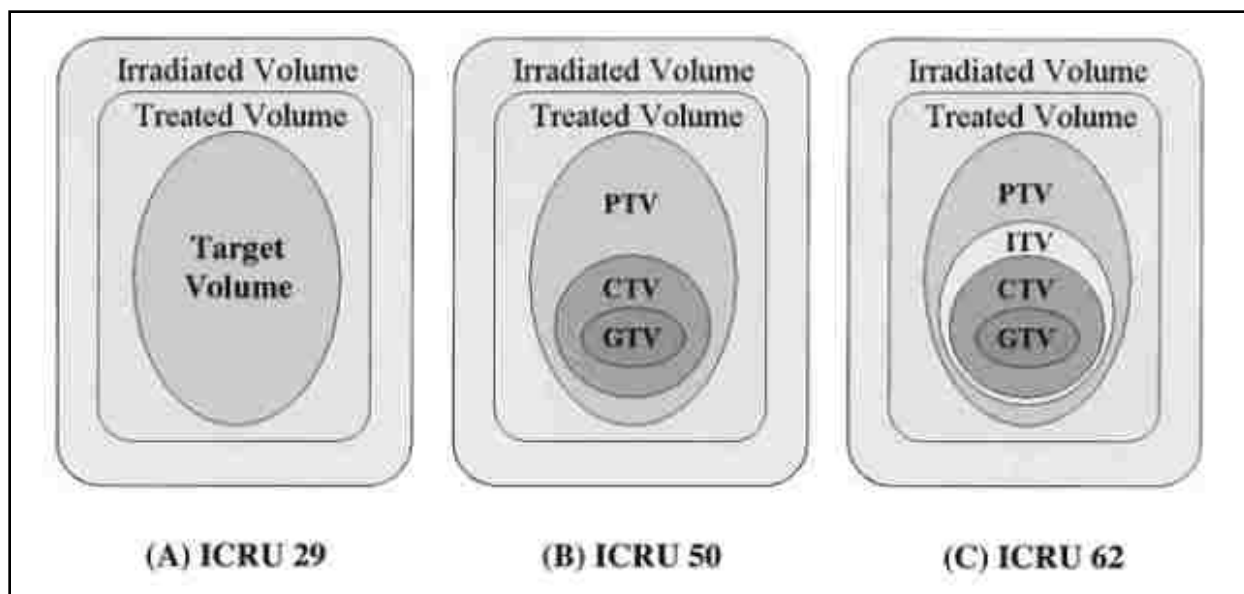 Irradiated Volume
Treated Volume
Target
Volume
(A) ICRU 29
Irradiated Volume
Treated Volume
PTV
CTV
GTV
(B) ICRU 50
Irradiated Volume
Treated Volume
PTV
ITV
CTV
GTV
(C) ICRU 62